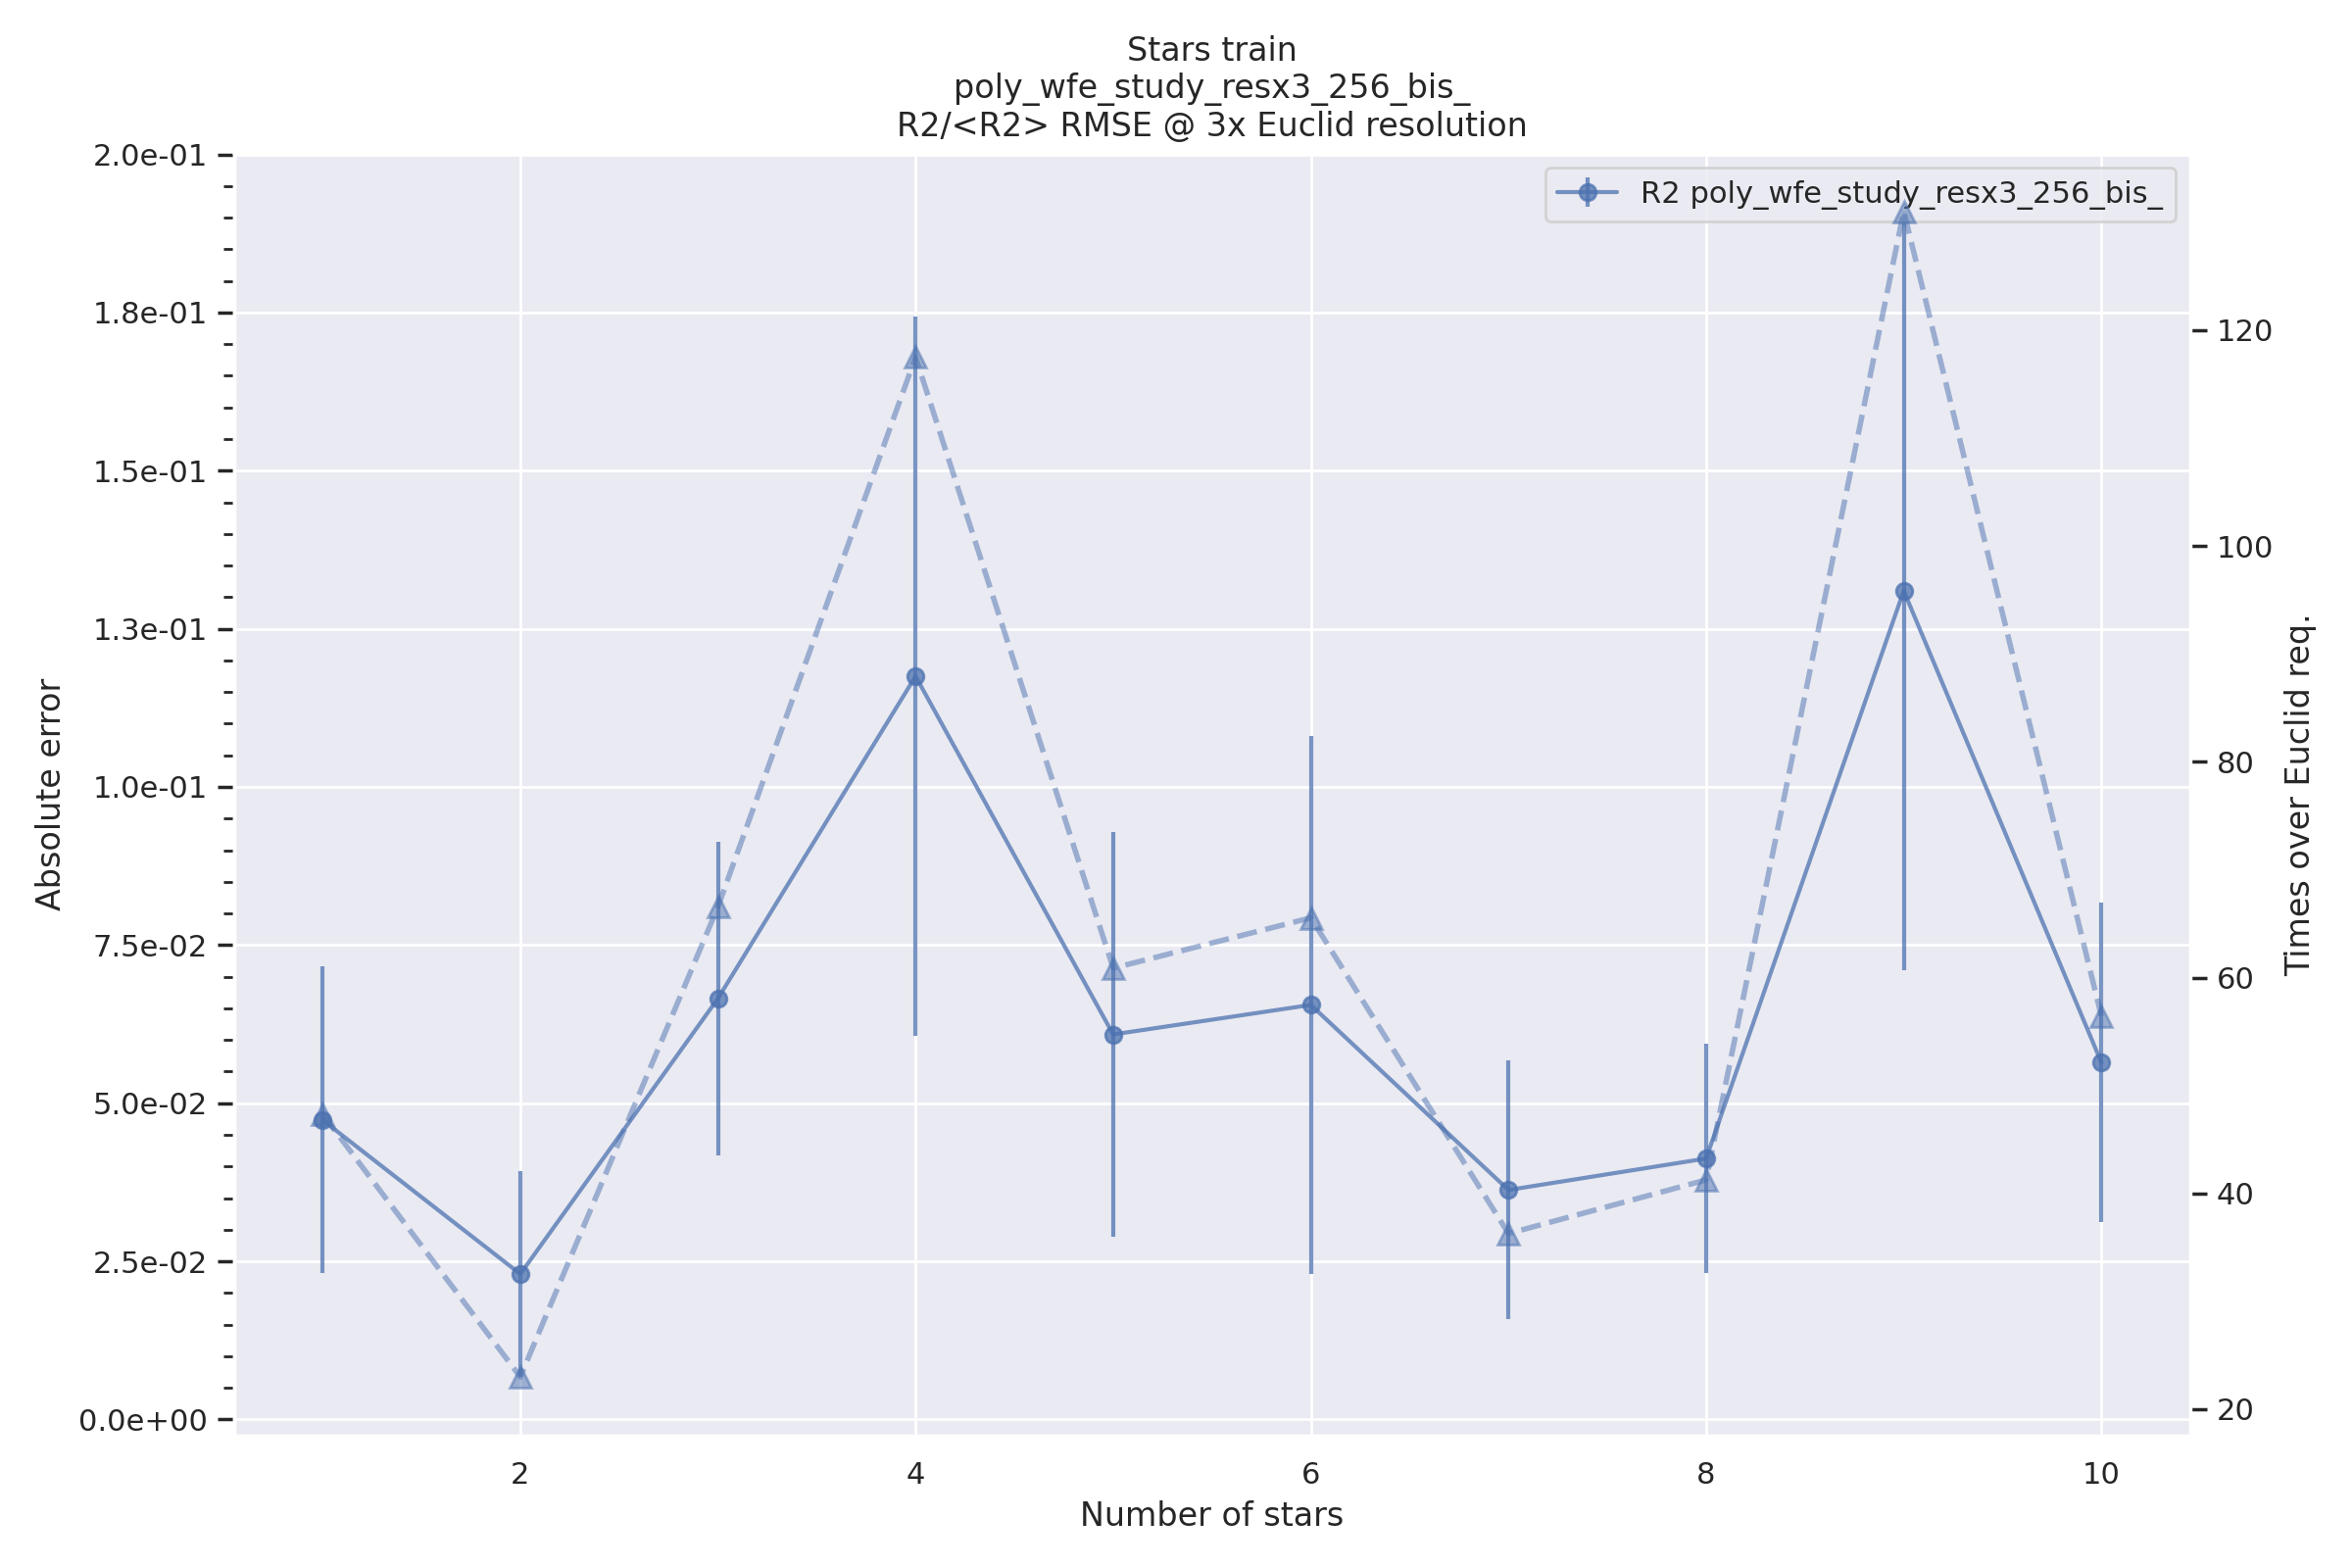 Stars train
poly_wfe_study_resx3_256_bis_
R2/<R2> RMSE @ 3x Euclid resolution
R2 poly_wfe_study_resx3_256_bis_
Absolute error
2.0e-01
1.8e-01
1.5e-01
1.3e-01
1.0e-01
7.5e-02
5.0e-02
2.5e-02
0.0e+00
120
100
80
60
40
20
Times over Euclid req.
2 4 6 8 10
Number of stars